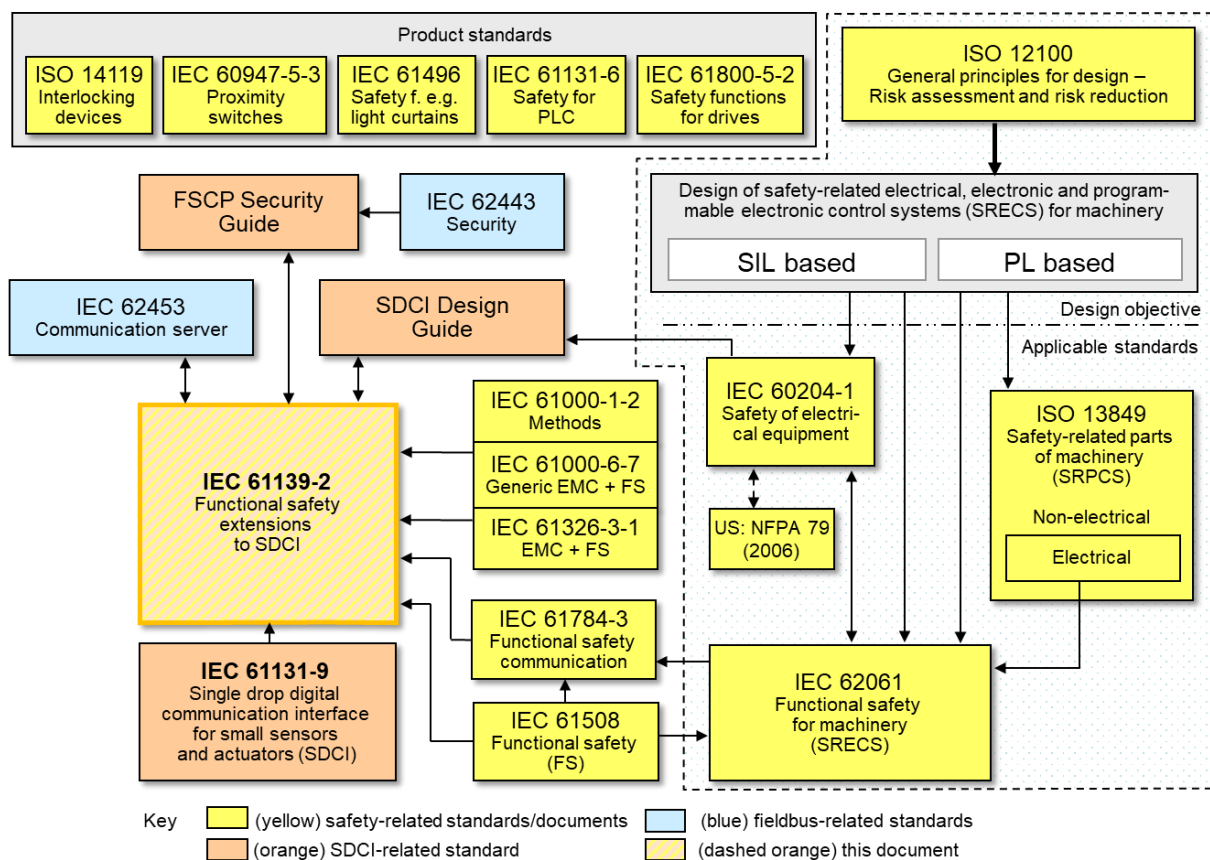 Product standards
ISO 14119
Interlocking
devices
IEC 60947-5-3
Proximity
switches
IEC 61496
Safety f. e.g.
light curtains
IEC 61131-6
Safety for
PLC
IEC 61800-5-2
Safety functions
for drives
ISO 12100
General principles for design –
Risk assessment and risk reduction
FSCP Security
Guide
IEC 62443
Security
Design of safety-related electrical, electronic and program-
mable electronic control systems (SRECS) for machinery
SIL based
PL based
IEC 62453
Communication server
SDCI Design
Guide
Design objective
Applicable standards
IEC 61139-2
Functional safety
extensions
to SDCI
IEC 61000-1-2
Methods
IEC 61000-6-7
Generic EMC + FS
IEC 61326-3-1
EMC + FS
IEC 60204-1
Safety of electri-
cal equipment
US: NFPA 79
(2006)
ISO 13849
Safety-related parts
of machinery
(SRPCS)
Non-electrical
Electrical
IEC 61131-9
Single drop digital
communication interface
for small sensors
and actuators (SDCI)
IEC 61784-3
Functional safety
communication
IEC 61508
Functional safety
(FS)
IEC 62061
Functional safety
for machinery
(SRECS)
Key
(yellow) safety-related standards/documents
(blue) fieldbus-related standards
(orange) SDCI-related standard
(dashed orange) this document